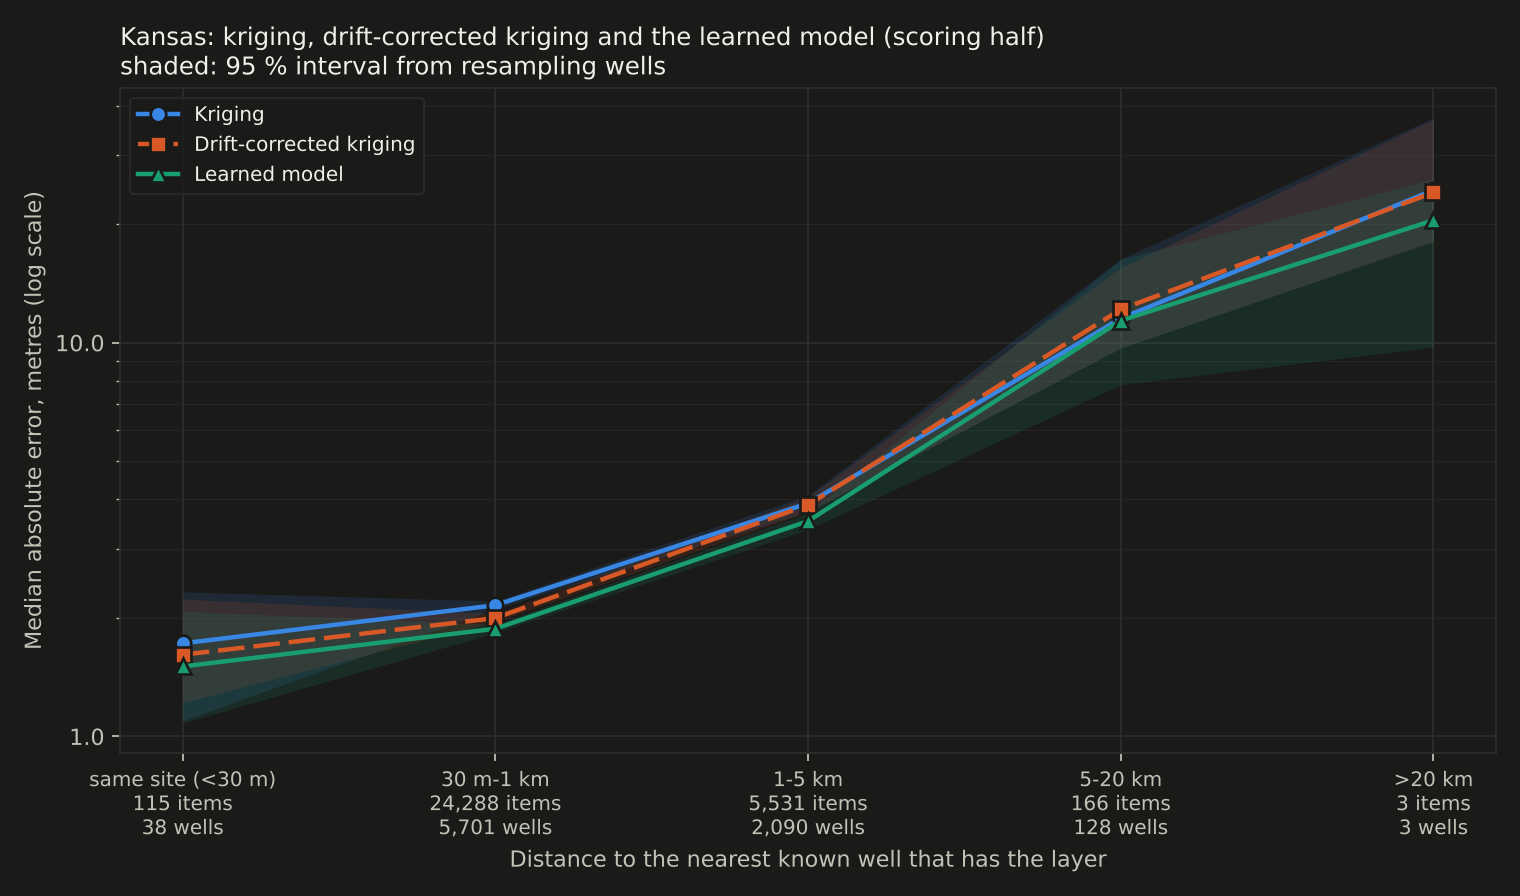 Kansas: kriging, drift-corrected kriging and the learned model (scoring half)
shaded: 95 % interval from resampling wells
Kriging
Drift-corrected kriging
Learned model
Median absolute error, metres (log scale)
10.0
1.0
same site (<30 m)
115 items
38 wells
30 m-1 km
24,288 items
5,701 wells
1-5 km
5,531 items
2,090 wells
5-20 km
166 items
128 wells
>20 km
3 items
3 wells
Distance to the nearest known well that has the layer